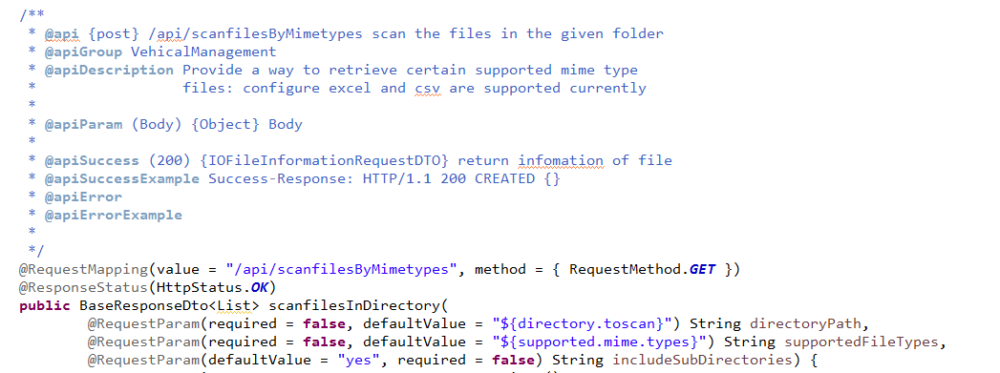 /**
 * @api {post} /api/scanfilesByMimetypes scan the files in the given folder
 * @apiGroup VehicalManagement
 * @apiDescription Provide a way to retrieve certain supported mime type
 *                 files: configure excel and csv are supported currently
 *
 * @apiParam (Body) {Object} Body
 *
 * @apiSuccess (200) {IOFileInformationRequestDTO} return infomation of file
 * @apiSuccessExample Success-Response: HTTP/1.1 200 CREATED {}
 * @apiError
 * @apiErrorExample
 *
 */
@RequestMapping(value = "/api/scanfilesByMimetypes", method = { RequestMethod.GET })
@ResponseStatus(HttpStatus.OK)
public BaseResponseDto<List> scanfilesInDirectory(
        @RequestParam(required = false, defaultValue = "${directory.toscan}") String directoryPath,
        @RequestParam(required = false, defaultValue = "${supported.mime.types}") String supportedFileTypes,
        @RequestParam(defaultValue = "yes", required = false) String includeSubDirectories) {